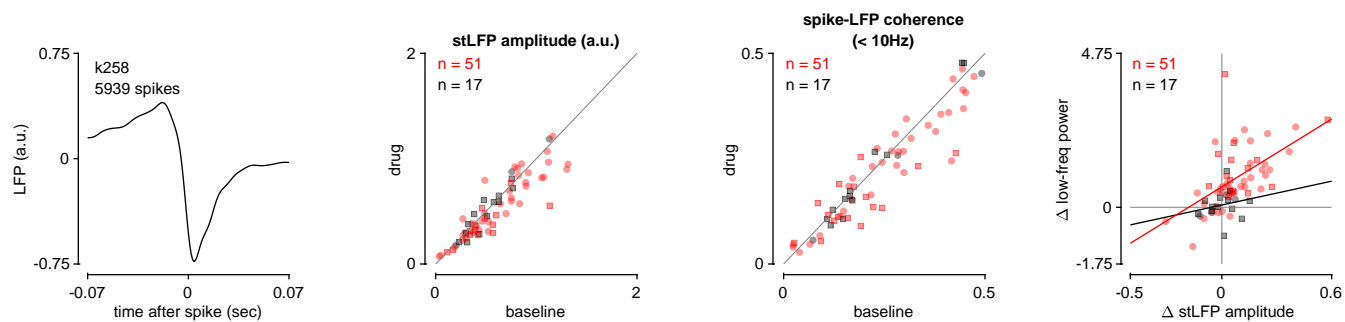 0.75
k258
5939 spikes
LFP (a.u.)
0
-0.75
-0.07
0
0.07
time after spike (sec)
stLFP amplitude (a.u.)
2
n = 51
n = 17
drug
0
0
2
baseline
spike-LFP coherence
(< 10Hz)
0.5
n = 51
n = 17
drug
0
0
0.5
baseline
4.75
n = 51
n = 17
Δ low-freq power
0
-1.75
-0.5
0
0.6
Δ stLFP amplitude